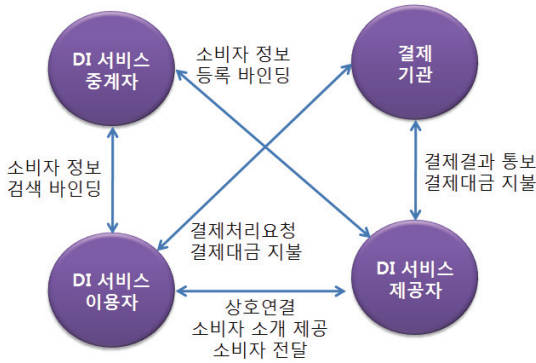 DI 서비스
중계자
소비자 정보
등록 바인딩
결제
기관
소비자 정보
검색 바인딩
결제결과 통보
결제대금 지불
결제처리요청
결제대금 지불
DI 서비스
이용자
상호연결
소비자 소개 제공
소비자 전달
DI 서비스
제공자